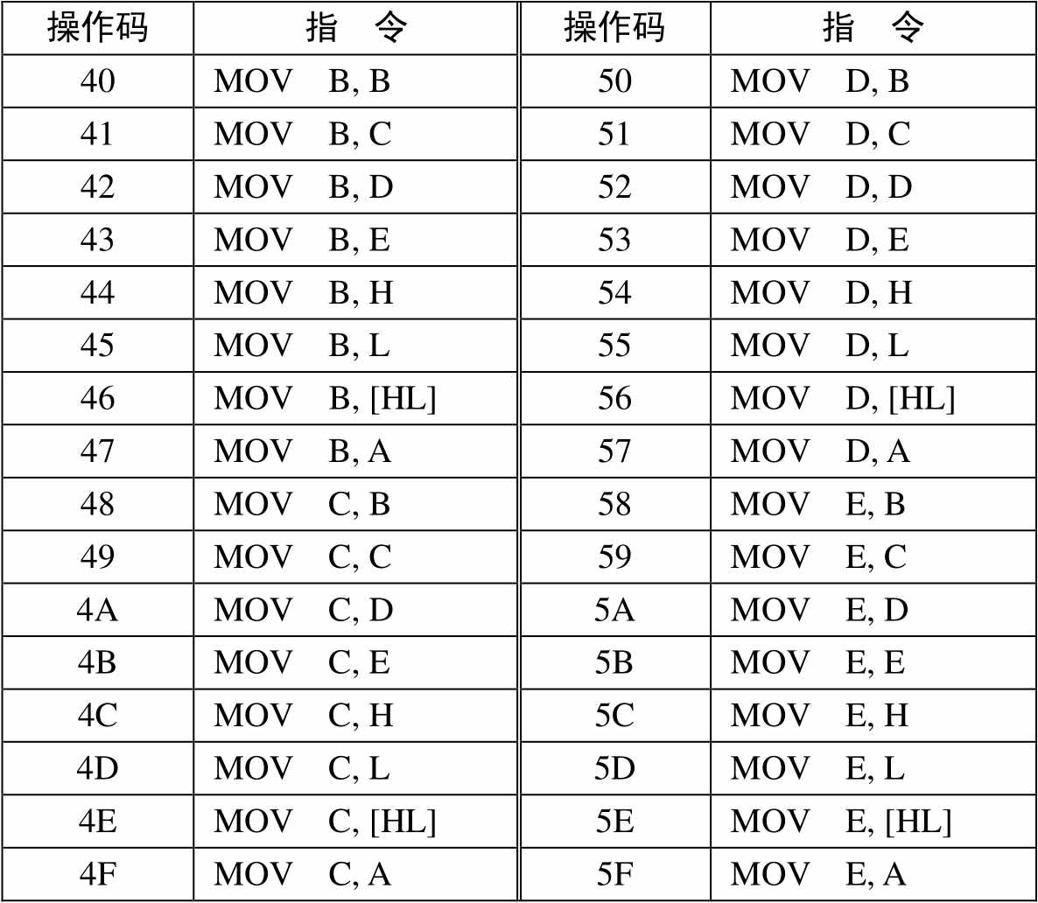 操作码 指 令 操作码 指 令
40 MOV B, B 50 MOV D, B
41 MOV B, C 51 MOV D, C
42 MOV B, D 52 MOV D, D
43 MOV B, E 53 MOV D, E
44 MOV B, H 54 MOV D, H
45 MOV B, L 55 MOV D, L
46 MOV B, [HL] 56 MOV D, [HL]
47 MOV B, A 57 MOV D, A
48 MOV C, B 58 MOV E, B
49 MOV C, C 59 MOV E, C
4A MOV C, D 5A MOV E, D
4B MOV C, E 5B MOV E, E
4C MOV C, H 5C MOV E, H
4D MOV C, L 5D MOV E, L
4E MOV C, [HL] 5E MOV E, [HL]
4F MOV C, A 5F MOV E, A